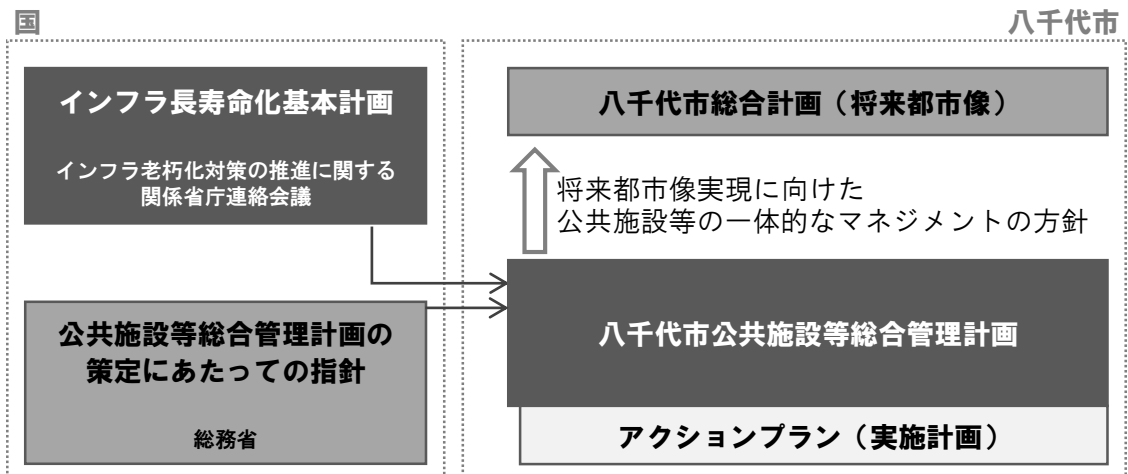 国
八千代市
インフラ長寿命化基本計画
インフラ老朽化対策の推進に関する
関係省庁連絡会議
公共施設等総合管理計画の
策定にあたっての指針
総務省
八千代市総合計画（将来都市像）
将来都市像実現に向けた
公共施設等の一体的なマネジメントの方針
八千代市公共施設等総合管理計画
アクションプラン（実施計画）